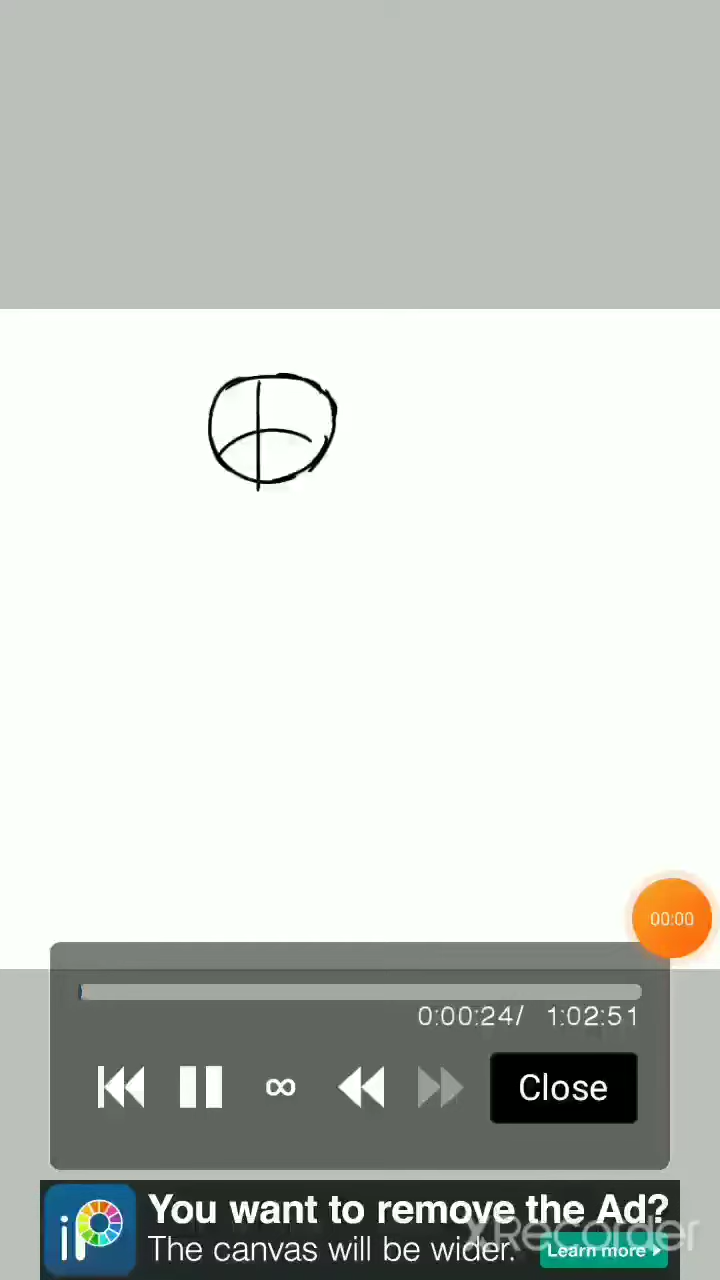 00:00
0:00:24/ 1:02:51
∞
Close
iP
You want to remove the Ad?
The canvas will be wider.
Learn more
XRecorder